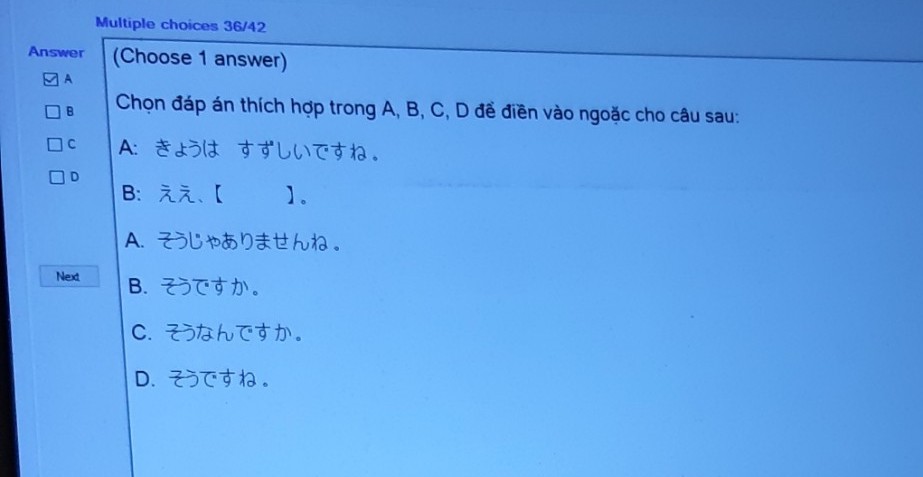 Multiple choices 36/42
Answer
A
B
C
D
Next
(Choose 1 answer)
Chọn đáp án thích hợp trong A, B, C, D để điền vào ngoặc cho câu sau:
A: きょうは すずしいですね。
B: ええ、【 】。
A. そうじゃありませんね。
B. そうですか。
C. そうなんですか。
D. そうですね。